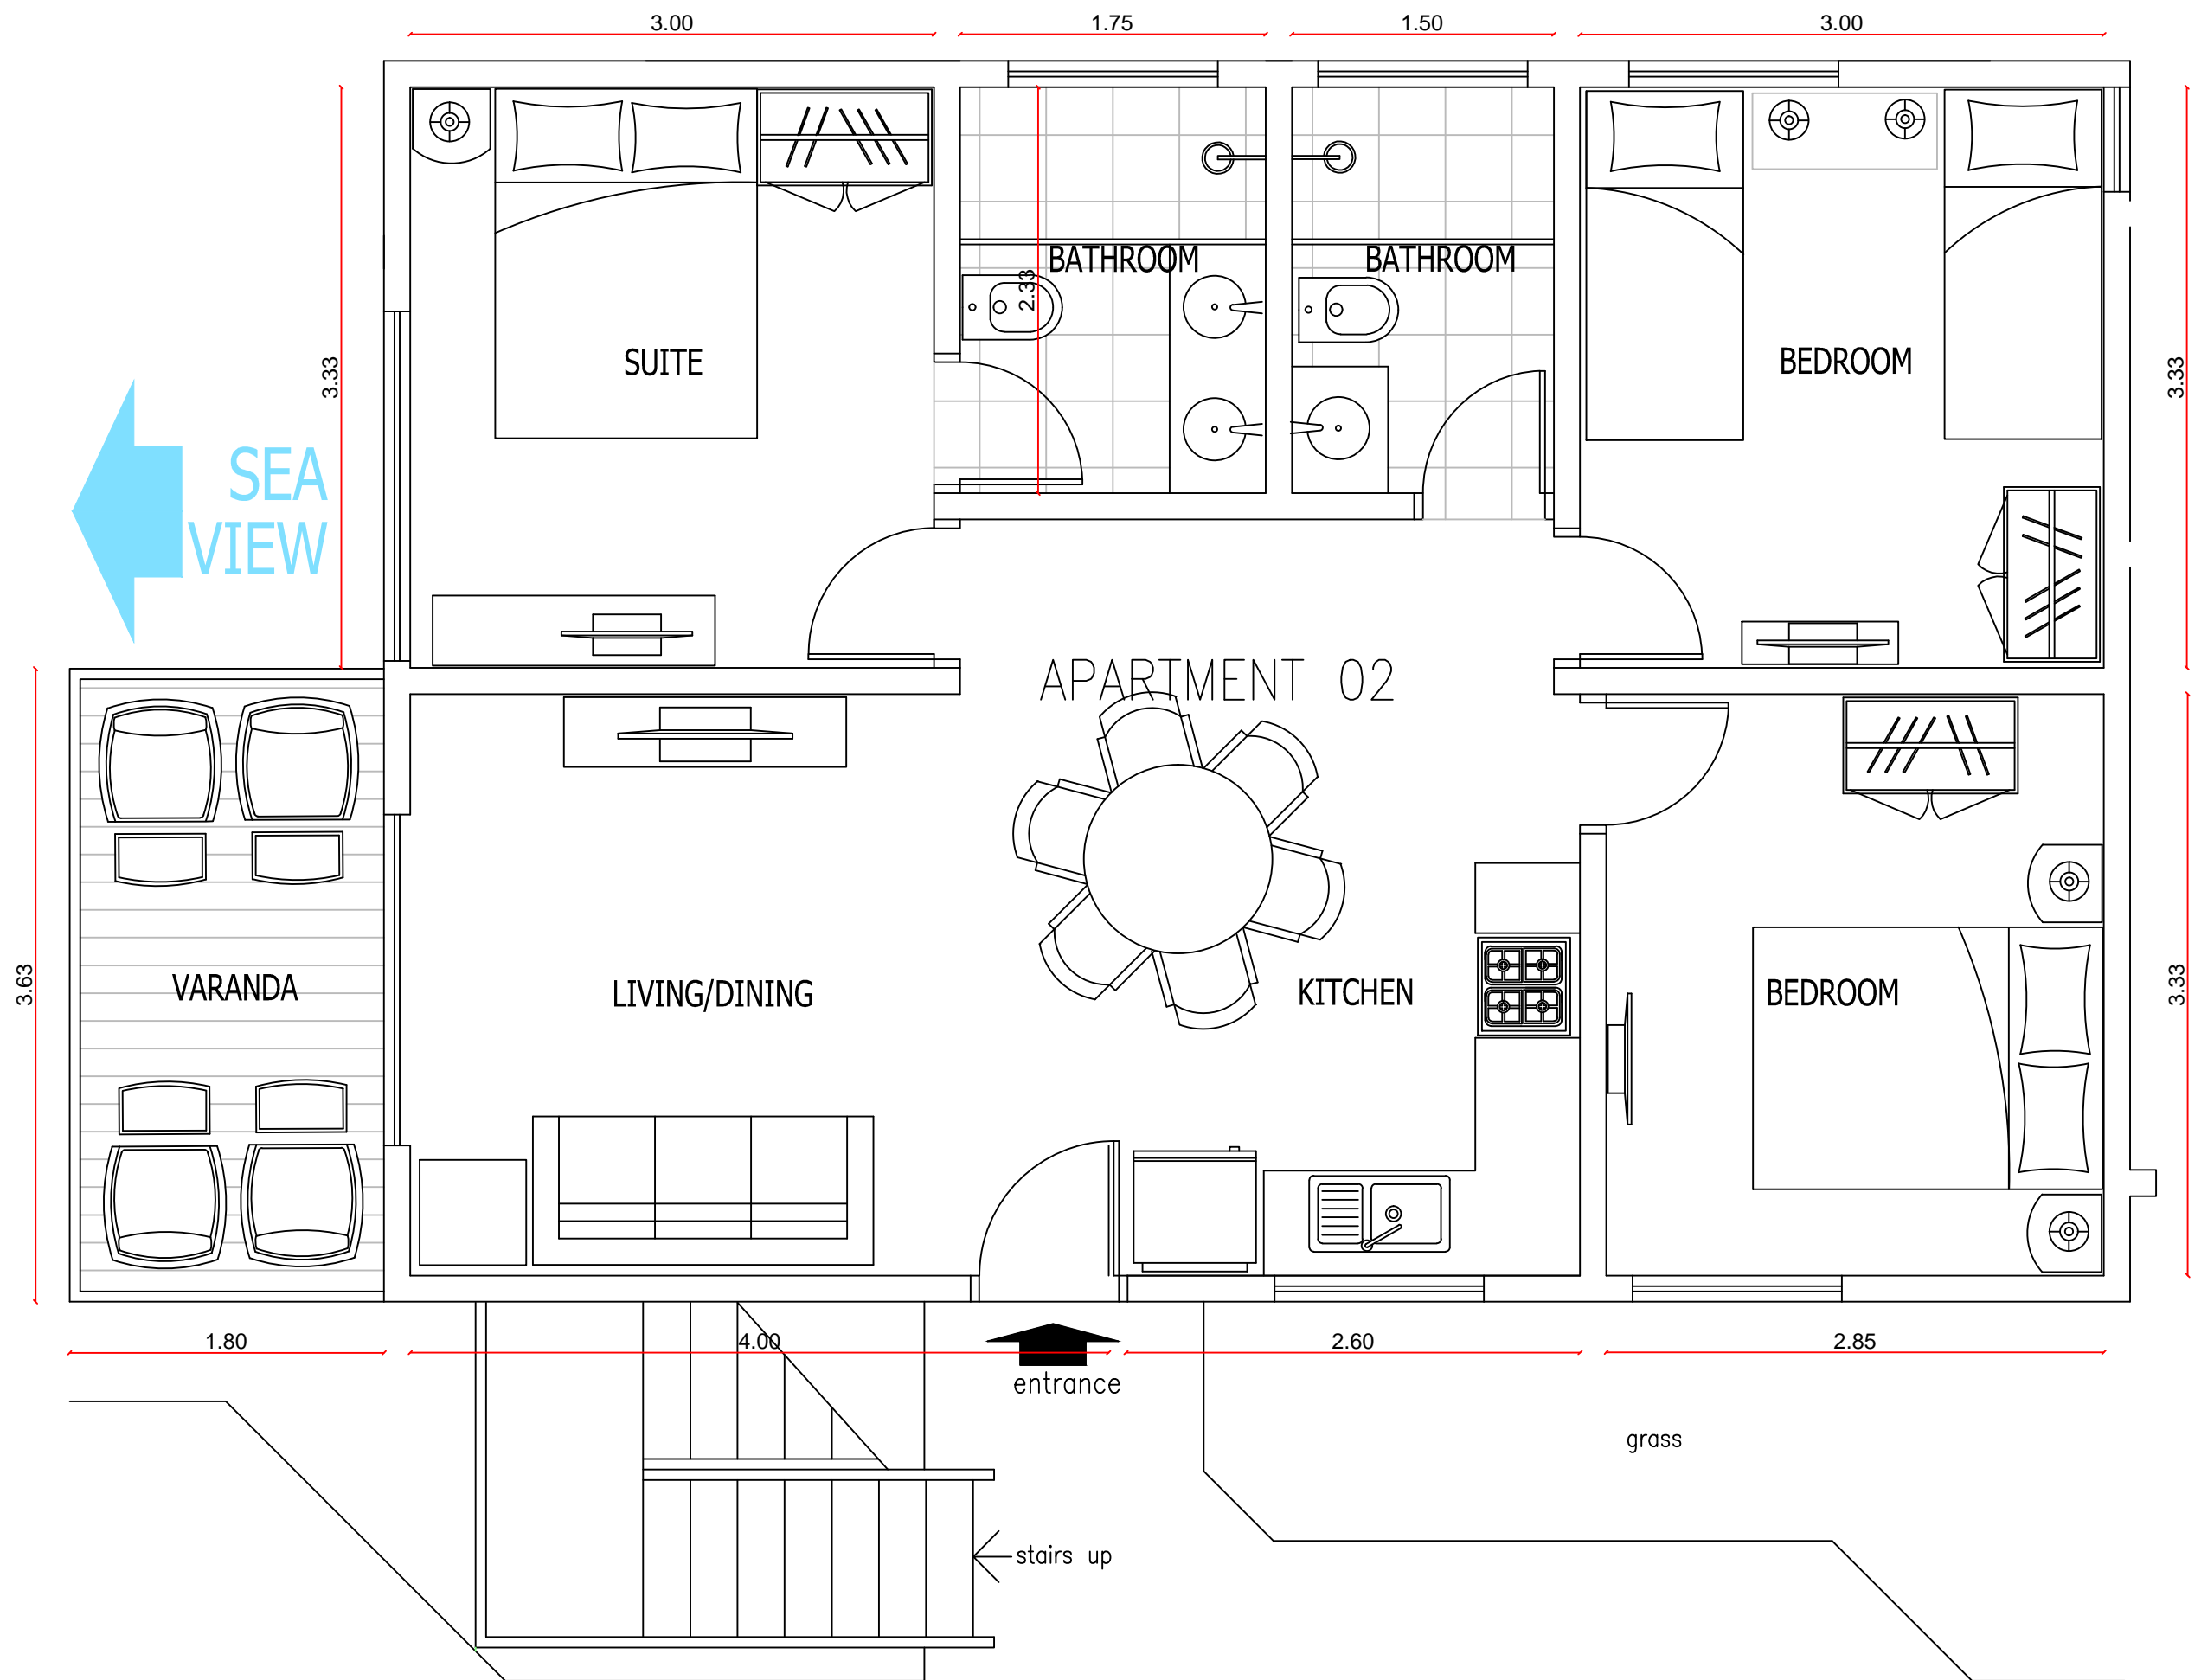 3.00
1.75
1.50
3.00
BATHROOM
BATHROOM
2.33
SUITE
BEDROOM
3.33
3.33
SEA
VIEW
APARTMENT 02
3.63
VARANDA
LIVING/DINING
KITCHEN
BEDROOM
3.33
1.80
4.00
2.60
2.85
entrance
grass
stairs up